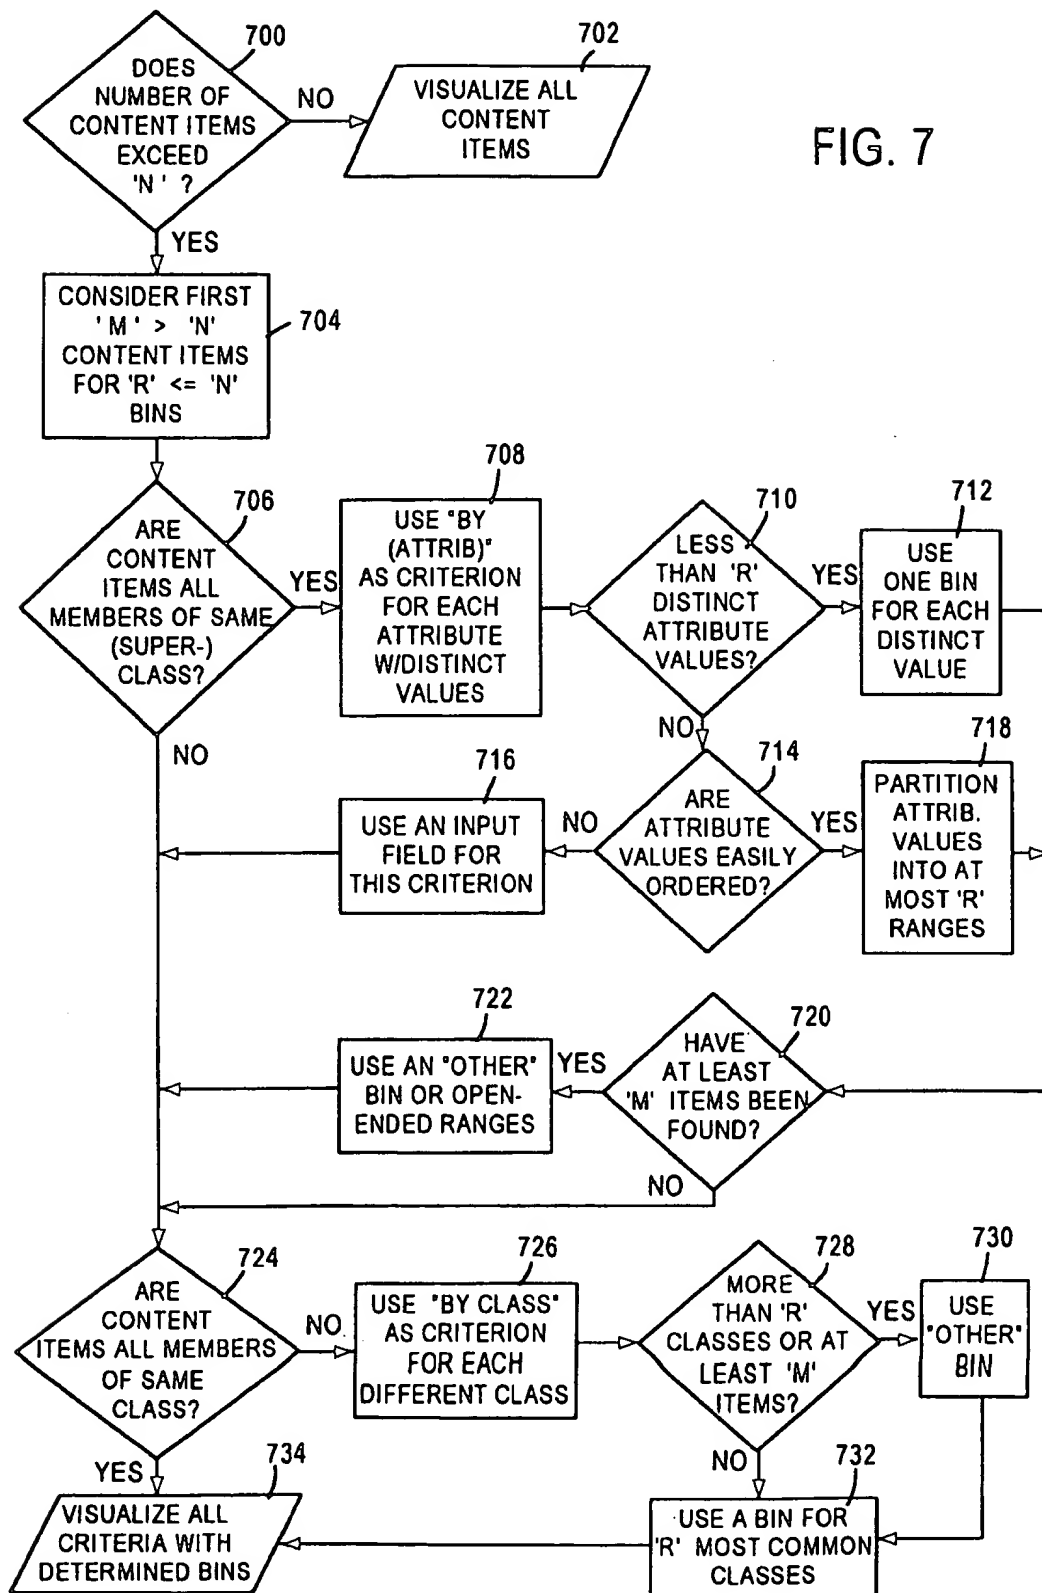 700
DOES
NUMBER OF
CONTENT ITEMS
EXCEED
'N' ?
NO
702
VISUALIZE ALL
CONTENT
ITEMS
FIG. 7
YES
CONSIDER FIRST
'M' > 'N'
CONTENT ITEMS
FOR 'R' <= 'N'
BINS
704
706
ARE
CONTENT
ITEMS ALL
MEMBERS OF SAME
(SUPER-)
CLASS?
YES
708
USE "BY
(ATTRIB)"
AS CRITERION
FOR EACH
ATTRIBUTE
W/DISTINCT
VALUES
710
LESS
THAN 'R'
DISTINCT
ATTRIBUTE
VALUES?
YES
712
USE
ONE BIN
FOR EACH
DISTINCT
VALUE
NO
NO
716
USE AN INPUT
FIELD FOR
THIS CRITERION
NO
714
ARE
ATTRIBUTE
VALUES EASILY
ORDERED?
YES
718
PARTITION
ATTRIB.
VALUES
INTO AT
MOST 'R'
RANGES
722
USE AN "OTHER"
BIN OR OPEN-
ENDED RANGES
YES
720
HAVE
AT LEAST
'M' ITEMS BEEN
FOUND?
NO
724
ARE
CONTENT
ITEMS ALL MEMBERS
OF SAME
CLASS?
NO
726
USE "BY CLASS"
AS CRITERION
FOR EACH
DIFFERENT CLASS
728
MORE
THAN 'R'
CLASSES OR AT
LEAST 'M'
ITEMS?
YES
730
USE
"OTHER"
BIN
YES
734
VISUALIZE ALL
CRITERIA WITH
DETERMINED BINS
NO
732
USE A BIN FOR
'R' MOST COMMON
CLASSES